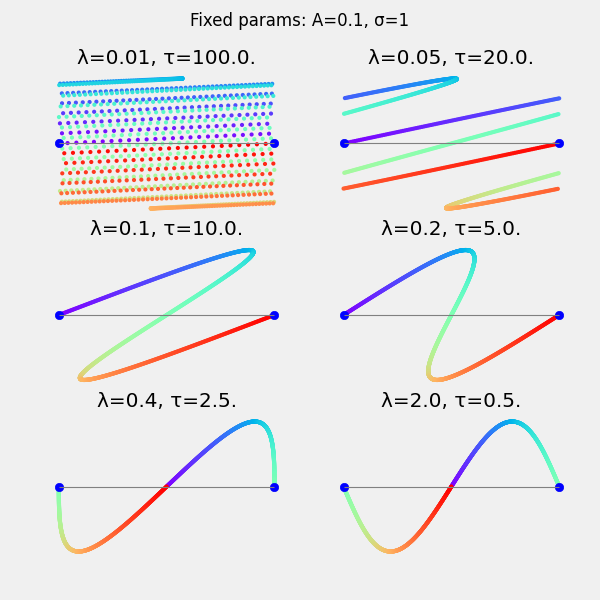 Fixed params: A=0.1, σ=1
λ=0.01, τ=100.0.
λ=0.05, τ=20.0.
λ=0.1, τ=10.0.
λ=0.2, τ=5.0.
λ=0.4, τ=2.5.
λ=2.0, τ=0.5.